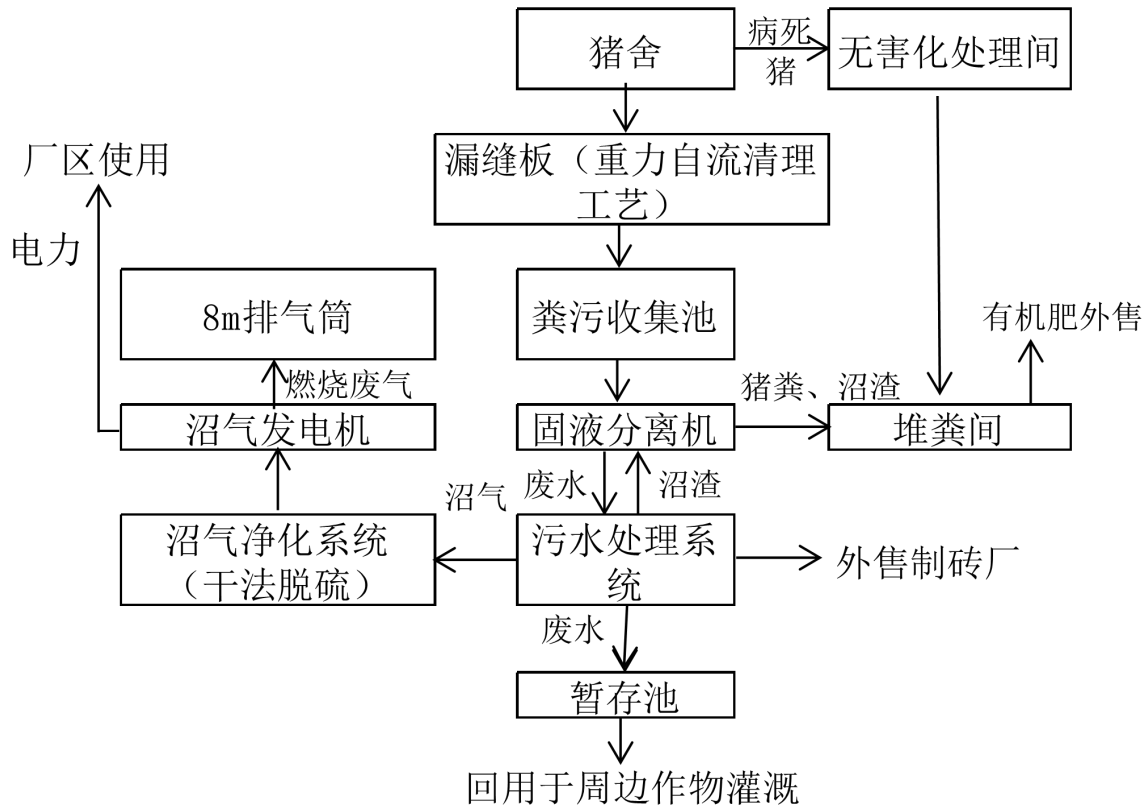 猪舍
病死
猪
无害化处理间
漏缝板（重力自流清理
工艺）
厂区使用
电力
8m排气筒
粪污收集池
有机肥外售
燃烧废气
猪粪、沼渣
沼气发电机
固液分离机
堆粪间
沼气
废水
沼渣
沼气净化系统
（干法脱硫）
污水处理系
统
外售制砖厂
废水
暂存池
回用于周边作物灌溉